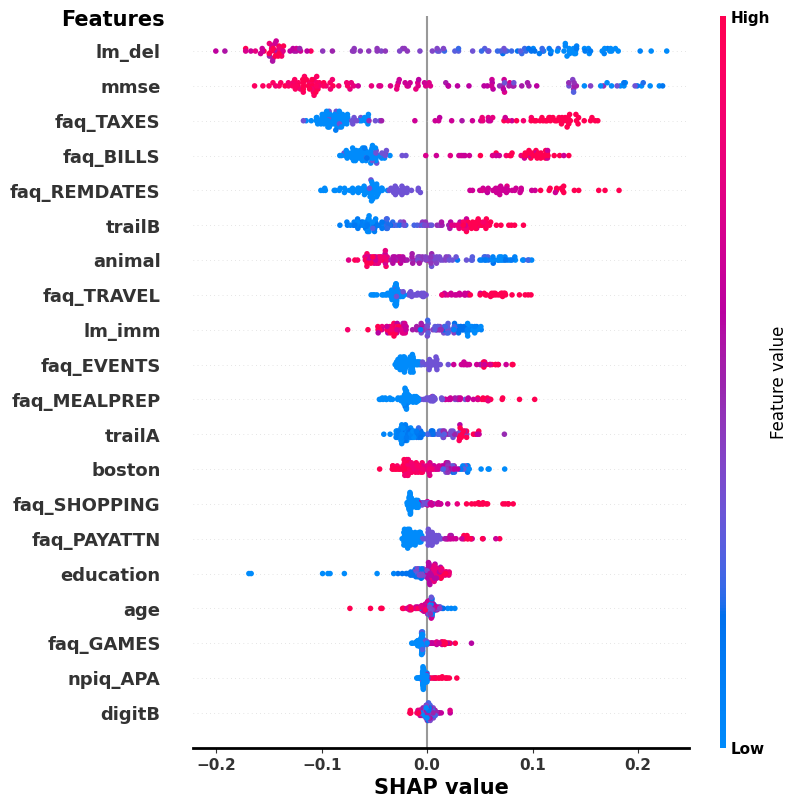 Features
High
lm_del
mmse
faq_TAXES
faq_BILLS
faq_REMDATES
trailB
animal
faq_TRAVEL
lm_imm
faq_EVENTS
faq_MEALPREP
trailA
boston
faq_SHOPPING
faq_PAYATTN
education
age
faq_GAMES
npiq_APA
digitB
Feature value
Low
−0.2 −0.1 0.0 0.1 0.2
SHAP value